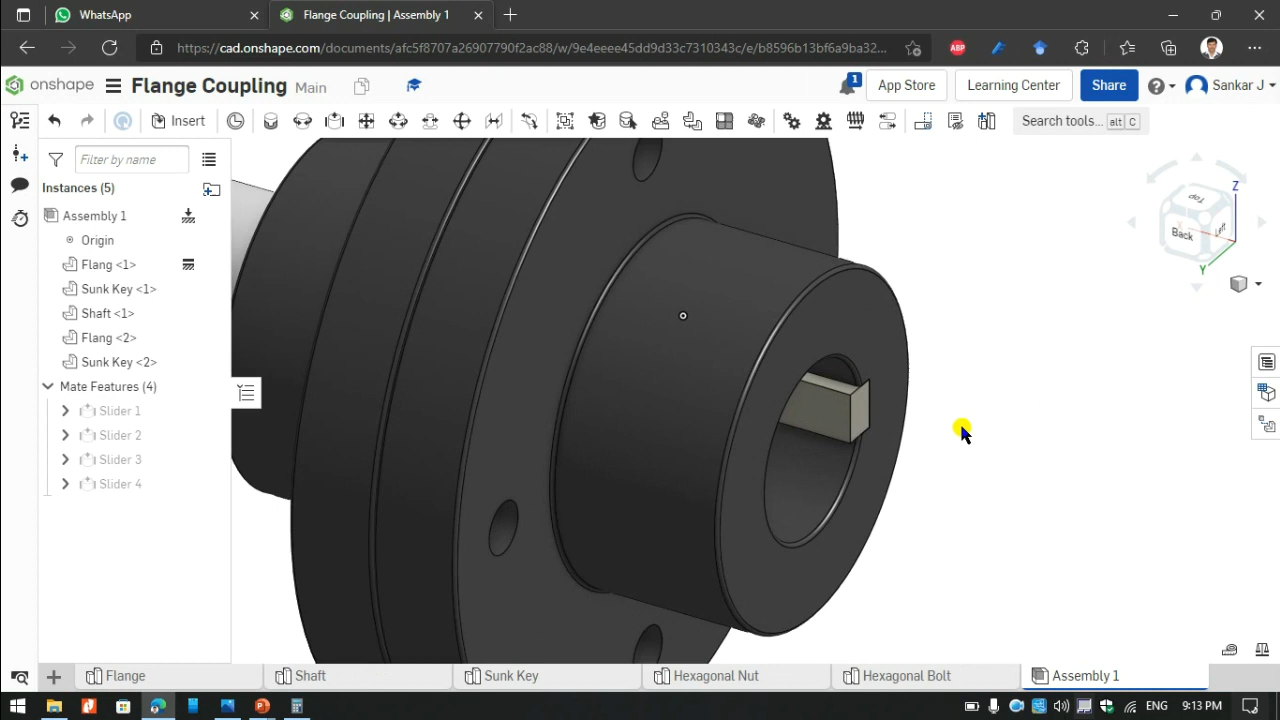 WhatsApp
Flange Coupling | Assembly 1
https://cad.onshape.com/documents/afc5f8707a26907790f2ac88/w/9e4eeee45dd9d33c7310343c/e/b8596b13bf6a9ba32...
ABP
onshape
Flange Coupling
Main
1
App Store
Learning Center
Share
Sankar J
Insert
Search tools... alt C
Filter by name
Instances (5)
Assembly 1
Origin
Flang <1>
Sunk Key <1>
Shaft <1>
Flang <2>
Sunk Key <2>
Mate Features (4)
Slider 1
Slider 2
Slider 3
Slider 4
Z
Top
X
Back
Left
Y
Flange
Shaft
Sunk Key
Hexagonal Nut
Hexagonal Bolt
Assembly 1
ENG
9:13 PM